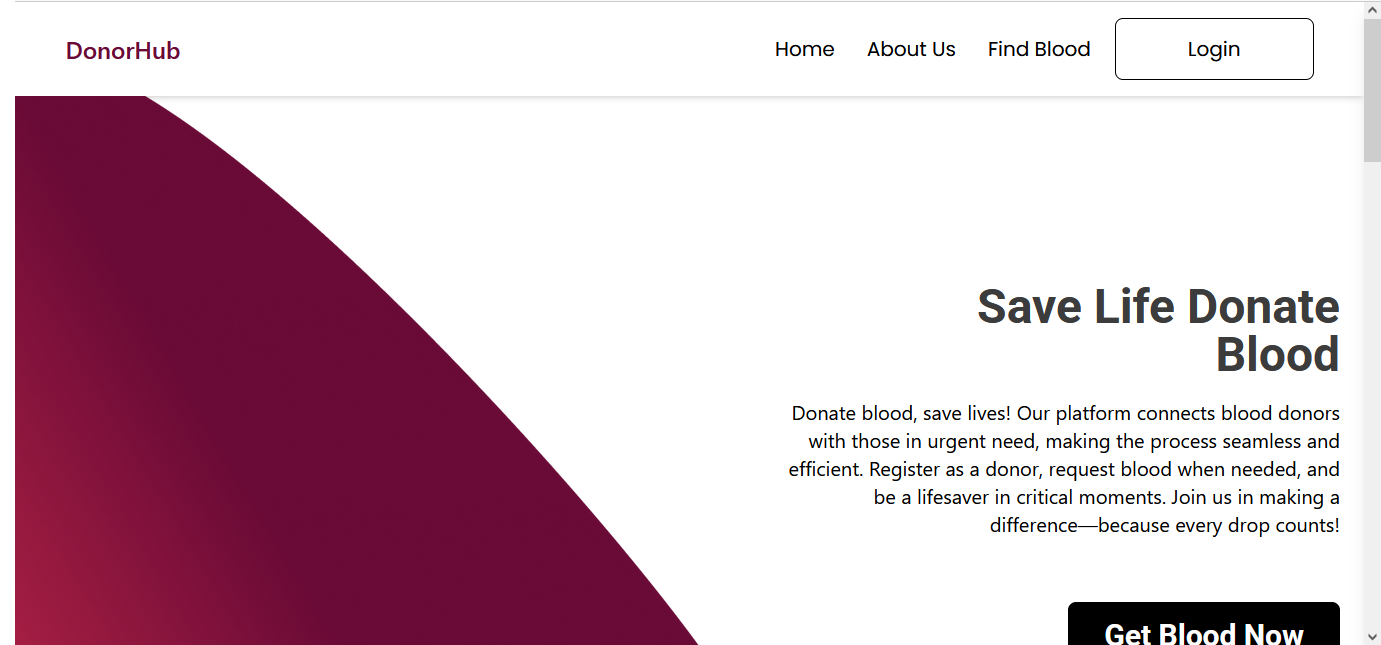 DonorHub
Home
About Us
Find Blood
Login
Save Life Donate
Blood
Donate blood, save lives! Our platform connects blood donors
with those in urgent need, making the process seamless and
efficient. Register as a donor, request blood when needed, and
be a lifesaver in critical moments. Join us in making a
difference—because every drop counts!
Get Blood Now